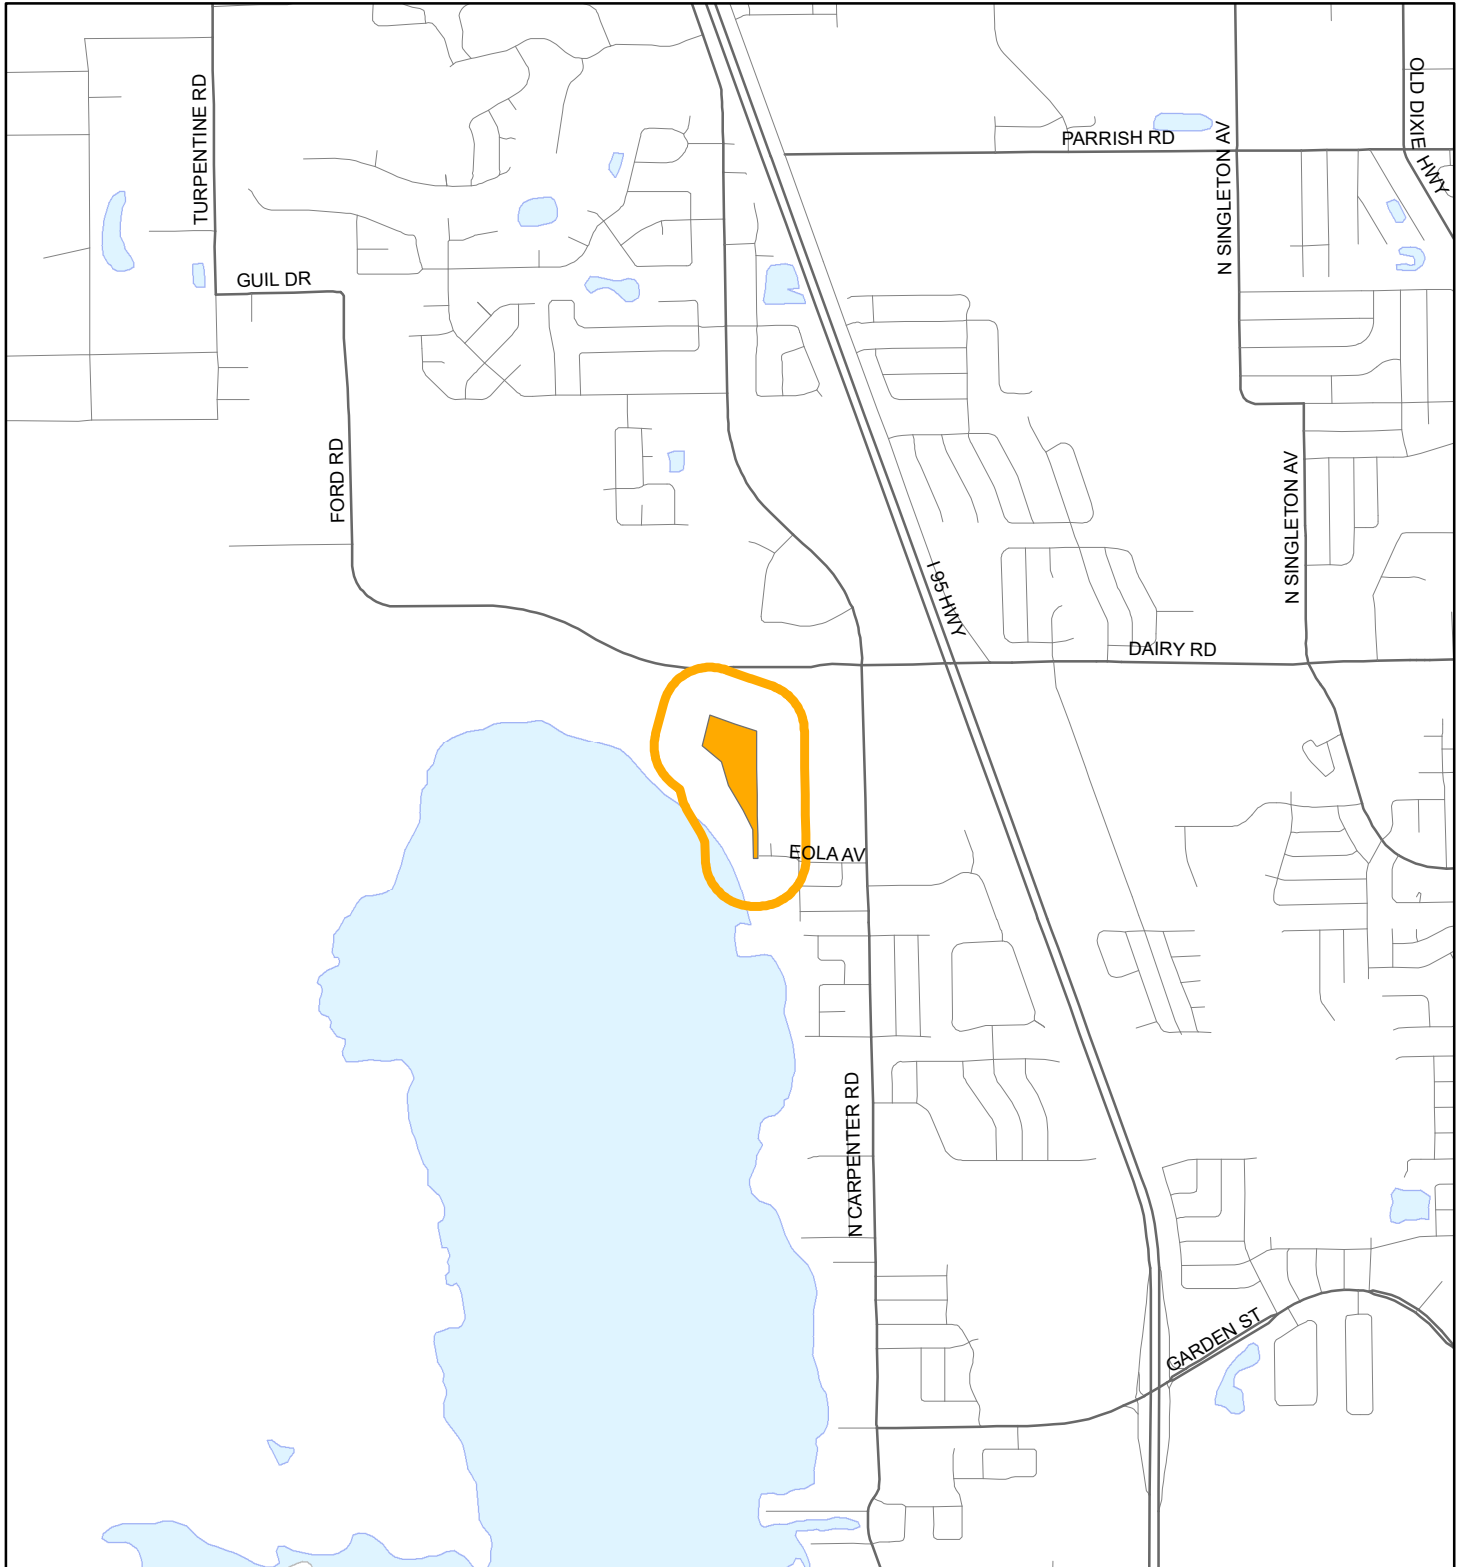 TURPENTINE RD
OLD DIXIE HWY
PARRISH RD
N SINGLETON AV
GUIL DR
FORD RD
N SINGLETON AV
I 95 HWY
DAIRY RD
EOLA AV
N CARPENTER RD
GARDEN ST